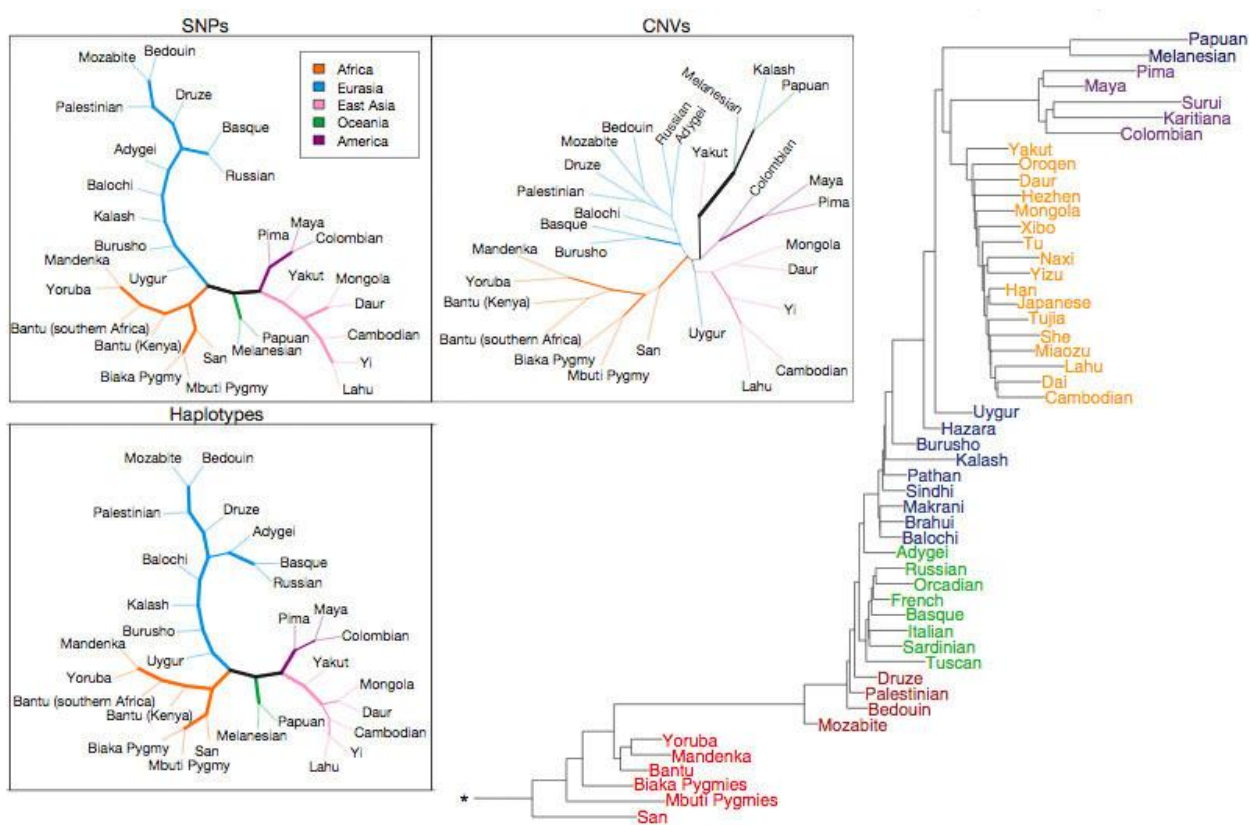 SNPs
Bedouin
Mozabite
Palestinian
Druze
Basque
Adygei
Russian
Balochi
Kalash
Burusho
Maya
Pima
Colombian
Mandenka
Uygur
Yakut
Mongola
Yoruba
Daur
Bantu (southern Africa)
Papuan
Cambodian
Bantu (Kenya)
San
Melanesian
Yi
Biaka Pygmy
Mbuti Pygmy
Lahu
Africa
Eurasia
East Asia
Oceania
America
CNVs
Kalash
Melanesian
Papuan
Russian
Adygei
Bedouin
Mozabite
Yakut
Druze
Colombian
Palestinian
Maya
Balochi
Pima
Basque
Burusho
Mandenka
Mongola
Yoruba
Daur
Bantu (Kenya)
Yi
Bantu (southern Africa)
Uygur
San
Biaka Pygmy
Cambodian
Mbuti Pygmy
Lahu
Haplotypes
Mozabite
Bedouin
Palestinian
Druze
Adygei
Balochi
Basque
Russian
Kalash
Maya
Burusho
Pima
Mandenka
Colombian
Uygur
Yakut
Yoruba
Mongola
Bantu (southern Africa)
Daur
Bantu (Kenya)
Papuan
Cambodian
Melanesian
Biaka Pygmy
San
Yi
Mbuti Pygmy
Lahu
Papuan
Melanesian
Pima
Maya
Surui
Karitiana
Colombian
Yakut
Oroqen
Daur
Hezhen
Mongola
Xibo
Tu
Naxi
Yizu
Han
Japanese
Tujia
She
Miaozu
Lahu
Dai
Cambodian
Uygur
Hazara
Burusho
Kalash
Pathan
Sindhi
Makrani
Brahui
Balochi
Adygei
Russian
Orcadian
French
Basque
Italian
Sardinian
Tuscan
Druze
Palestinian
Bedouin
Mozabite
Yoruba
Mandenka
Bantu
Biaka Pygmies
*
Mbuti Pygmies
San